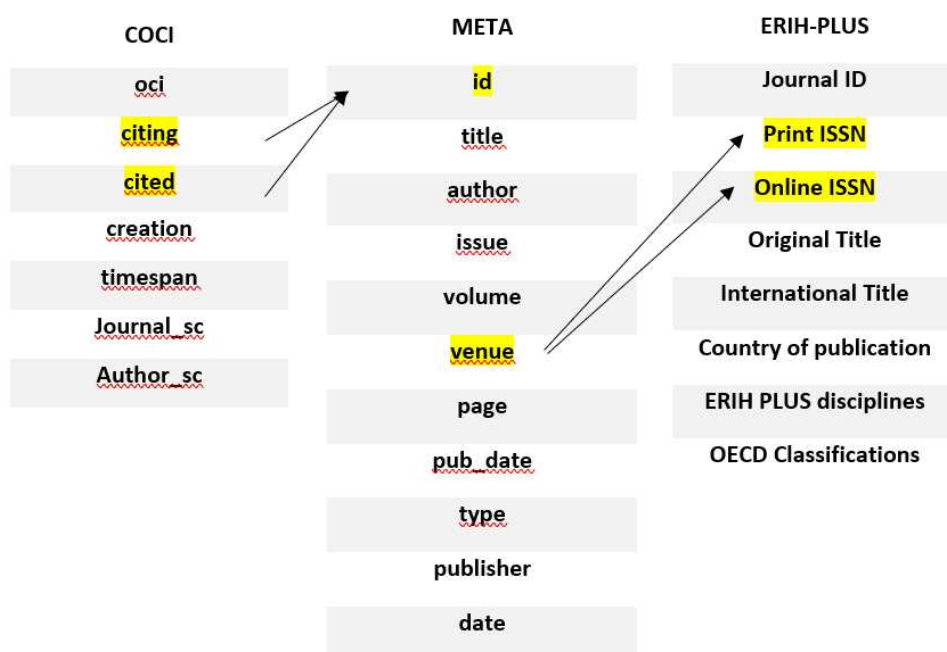 COCI
oci
citing
cited
creation
timespan
Journal_sc
Author_sc
META
id
title
author
issue
volume
venue
page
pub_date
type
publisher
date
ERIH-PLUS
Journal ID
Print ISSN
Online ISSN
Original Title
International Title
Country of publication
ERIH PLUS disciplines
OECD Classifications